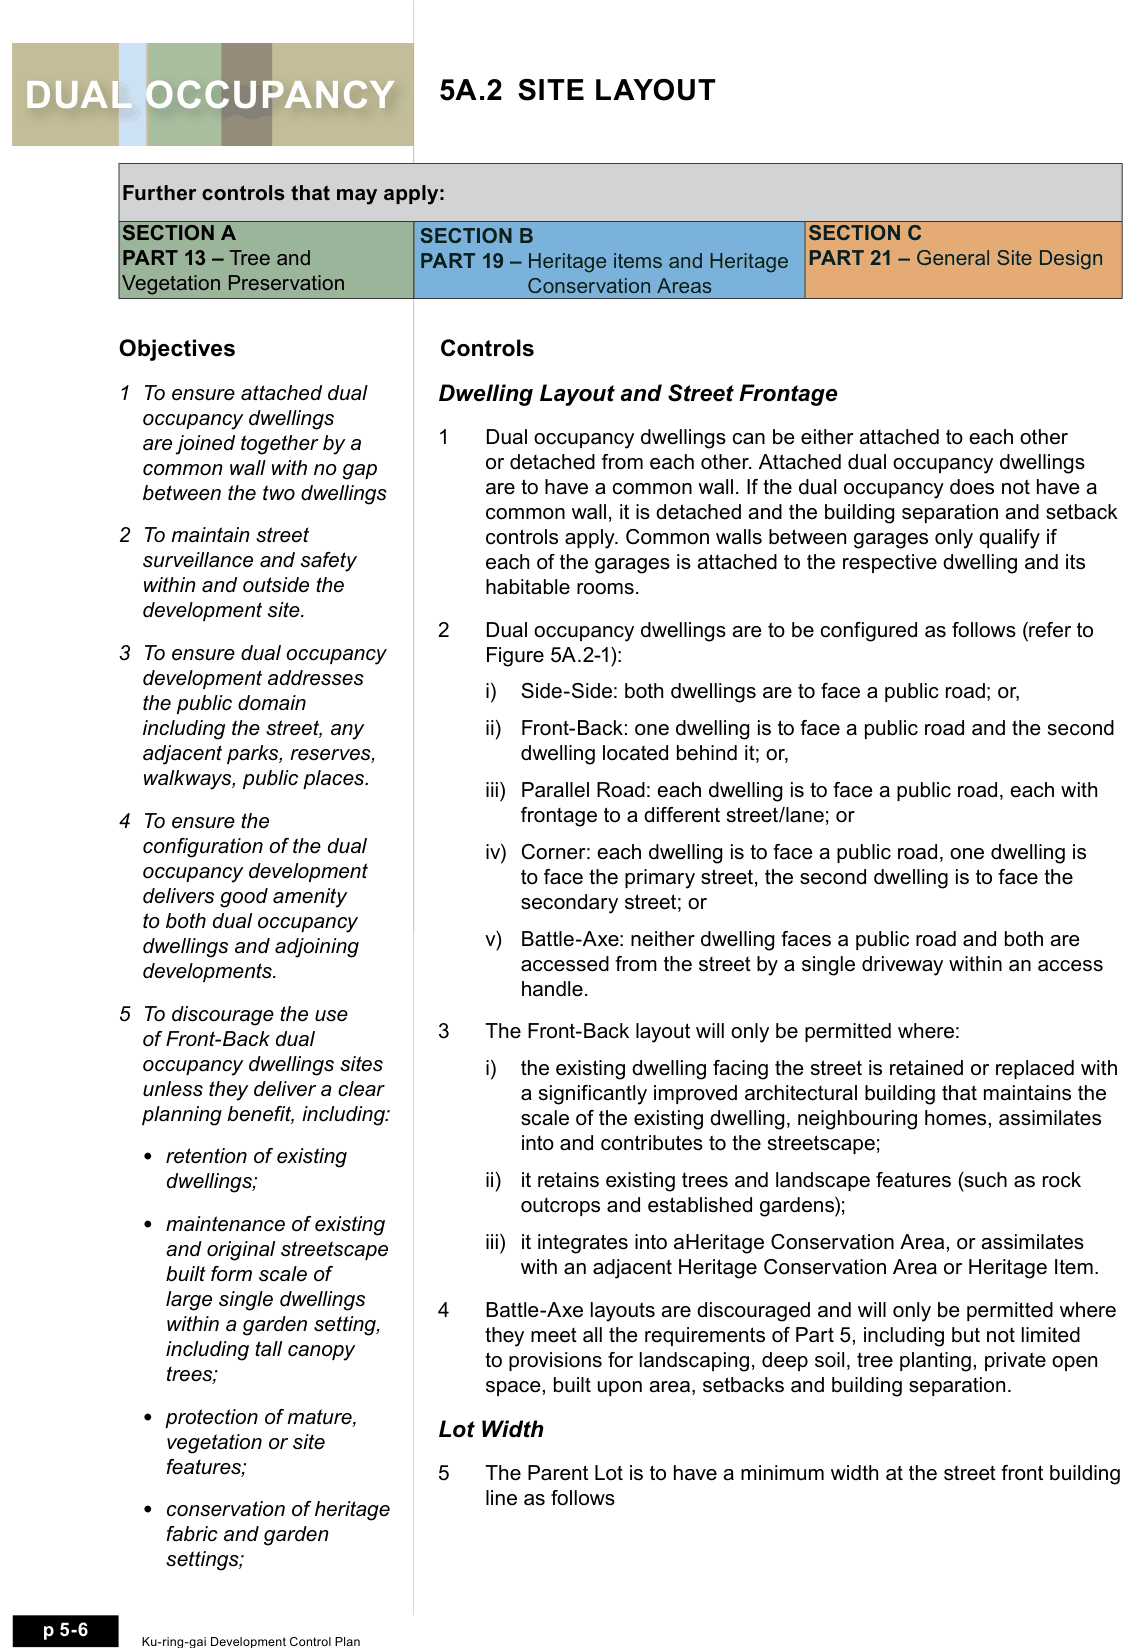 DUAL OCCUPANCY
5A.2 SITE LAYOUT
Further controls that may apply:
SECTION A
PART 13 – Tree and
Vegetation Preservation
SECTION B
PART 19 – Heritage items and Heritage
Conservation Areas
SECTION C
PART 21 – General Site Design
Objectives
1 To ensure attached dual
occupancy dwellings
are joined together by a
common wall with no gap
between the two dwellings
2 To maintain street
surveillance and safety
within and outside the
development site.
3 To ensure dual occupancy
development addresses
the public domain
including the street, any
adjacent parks, reserves,
walkways, public places.
4 To ensure the
configuration of the dual
occupancy development
delivers good amenity
to both dual occupancy
dwellings and adjoining
developments.
5 To discourage the use
of Front-Back dual
occupancy dwellings sites
unless they deliver a clear
planning benefit, including:
• retention of existing
dwellings;
• maintenance of existing
and original streetscape
built form scale of
large single dwellings
within a garden setting,
including tall canopy
trees;
• protection of mature,
vegetation or site
features;
• conservation of heritage
fabric and garden
settings;
Controls
Dwelling Layout and Street Frontage
1 Dual occupancy dwellings can be either attached to each other
or detached from each other. Attached dual occupancy dwellings
are to have a common wall. If the dual occupancy does not have a
common wall, it is detached and the building separation and setback
controls apply. Common walls between garages only qualify if
each of the garages is attached to the respective dwelling and its
habitable rooms.
2 Dual occupancy dwellings are to be configured as follows (refer to
Figure 5A.2-1):
i) Side-Side: both dwellings are to face a public road; or,
ii) Front-Back: one dwelling is to face a public road and the second
dwelling located behind it; or,
iii) Parallel Road: each dwelling is to face a public road, each with
frontage to a different street/lane; or
iv) Corner: each dwelling is to face a public road, one dwelling is
to face the primary street, the second dwelling is to face the
secondary street; or
v) Battle-Axe: neither dwelling faces a public road and both are
accessed from the street by a single driveway within an access
handle.
3 The Front-Back layout will only be permitted where:
i) the existing dwelling facing the street is retained or replaced with
a significantly improved architectural building that maintains the
scale of the existing dwelling, neighbouring homes, assimilates
into and contributes to the streetscape;
ii) it retains existing trees and landscape features (such as rock
outcrops and established gardens);
iii) it integrates into aHeritage Conservation Area, or assimilates
with an adjacent Heritage Conservation Area or Heritage Item.
4 Battle-Axe layouts are discouraged and will only be permitted where
they meet all the requirements of Part 5, including but not limited
to provisions for landscaping, deep soil, tree planting, private open
space, built upon area, setbacks and building separation.
Lot Width
5 The Parent Lot is to have a minimum width at the street front building
line as follows
p 5-6
Ku-ring-gai Development Control Plan